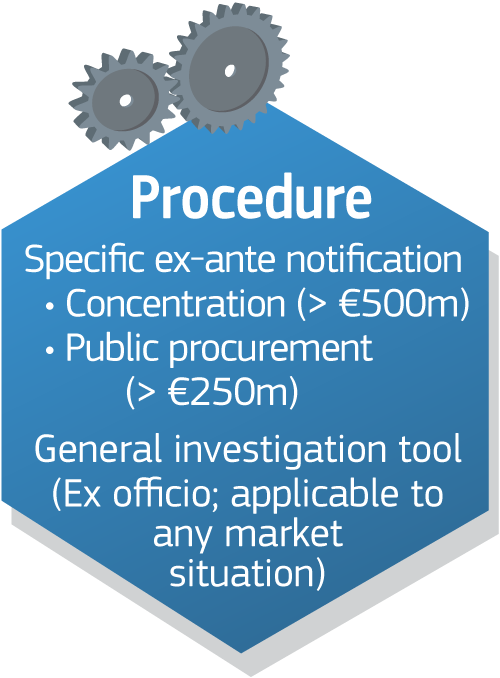 Procedure
Specific ex-ante notification
• Concentration (> €500m)
• Public procurement
(> €250m)
General investigation tool
(Ex officio; applicable to
any market
situation)